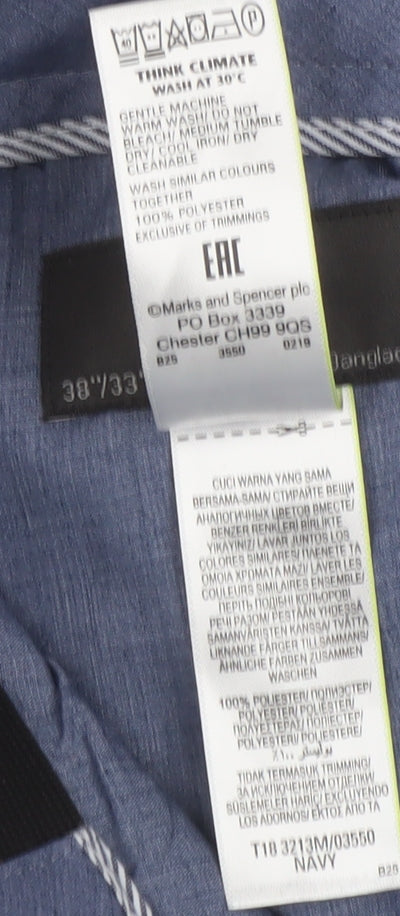 40
P
THINK CLIMATE
WASH AT 30°C
GENTLE MACHINE
WARM WASH/ DO NOT
BLEACH/ MEDIUM TUMBLE
DRY/ COOL IRON/ DRY
CLEANABLE
WASH SIMILAR COLOURS
TOGETHER
100% POLYESTER
EXCLUSIVE OF TRIMMINGS
EAC
©Marks and Spencer plc
PO Box 3339
Chester CH99 9QS
B25 3550 0218
38"/33"
CUCI WARNA YANG SAMA
BERSAMA-SAMA/ СТИРАЙТЕ ВЕЩИ
АНАЛОГИЧНЫХ ЦВЕТОВ ВМЕСТЕ/
BENZER RENKLERİ BİRLİKTE
YIKAYINIZ/ LAVAR JUNTOS LOS
COLORES SIMILARES/ ΠΛΕΝΕΤΕ ΤΑ
ΟΜΟΙΑ ΧΡΩΜΑΤΑ ΜΑΖΙ/ LAVER LES
COULEURS SIMILAIRES ENSEMBLE/
ПЕРІТЬ ПОДІБНІ КОЛЬОРОВІ
РЕЧІ РАЗОМ/ PESTÄÄN YHDESSÄ
SAMANVÄRISTEN KANSSA/ TVÄTTA
LIKNANDE FÄRGER TILLSAMMANS/
ÄHNLICHE FARBEN ZUSAMMEN
WASCHEN
100% POLIESTER/ ПОЛИЭСТЕР/
POLYESTER/ POLIÉSTER/
ΠΟΛΥΕΣΤΕΡΑΣ/ ПОЛІЕСТЕР/
POLYESTERI/ POLYESTERE/
بوليستر ١٠٠٪
TIDAK TERMASUK TRIMMING/
ЗА ИСКЛЮЧЕНИЕМ ОТДЕЛКИ/
SÜSLEMELER HARİÇ/ EXCLUYENDO
LOS ADORNOS/ ΕΚΤΟΣ ΑΠΟ ΤΑ
T18 3213M/03550
NAVY
B25